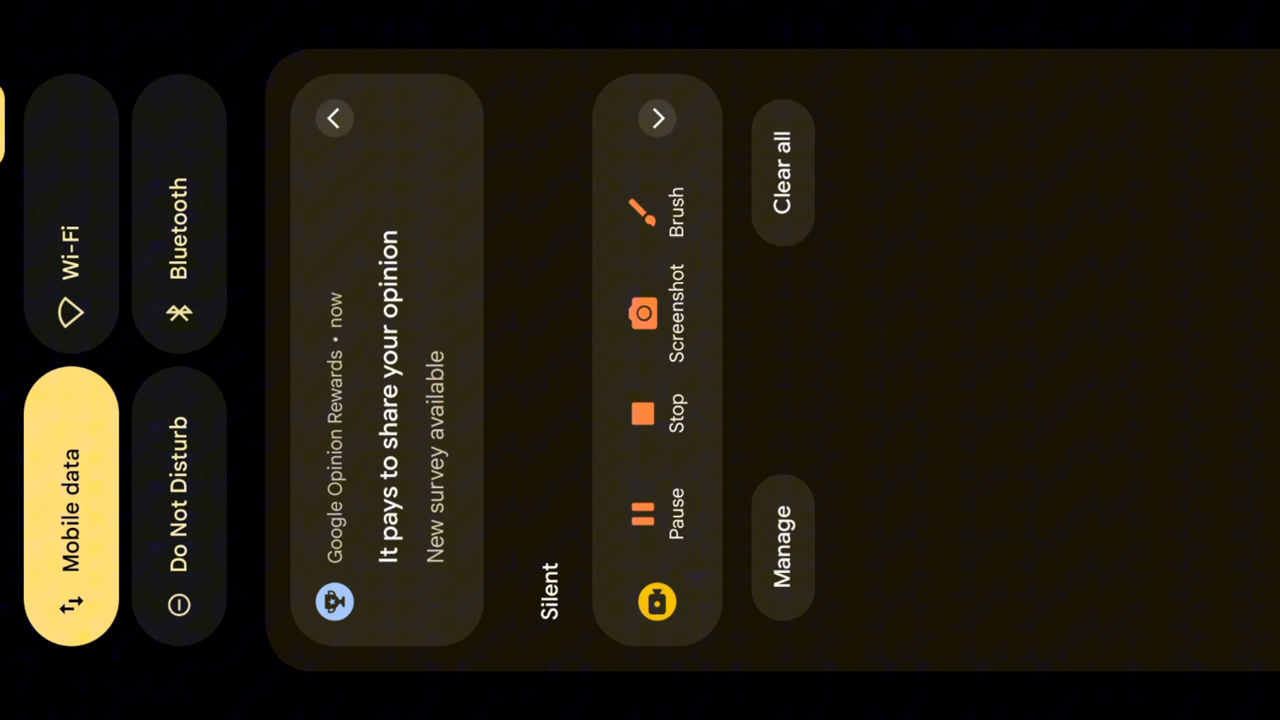 Mobile data
Wi-Fi
Do Not Disturb
Bluetooth
Google Opinion Rewards • now
It pays to share your opinion
New survey available
Silent
Pause
Stop
Screenshot
Brush
Manage
Clear all